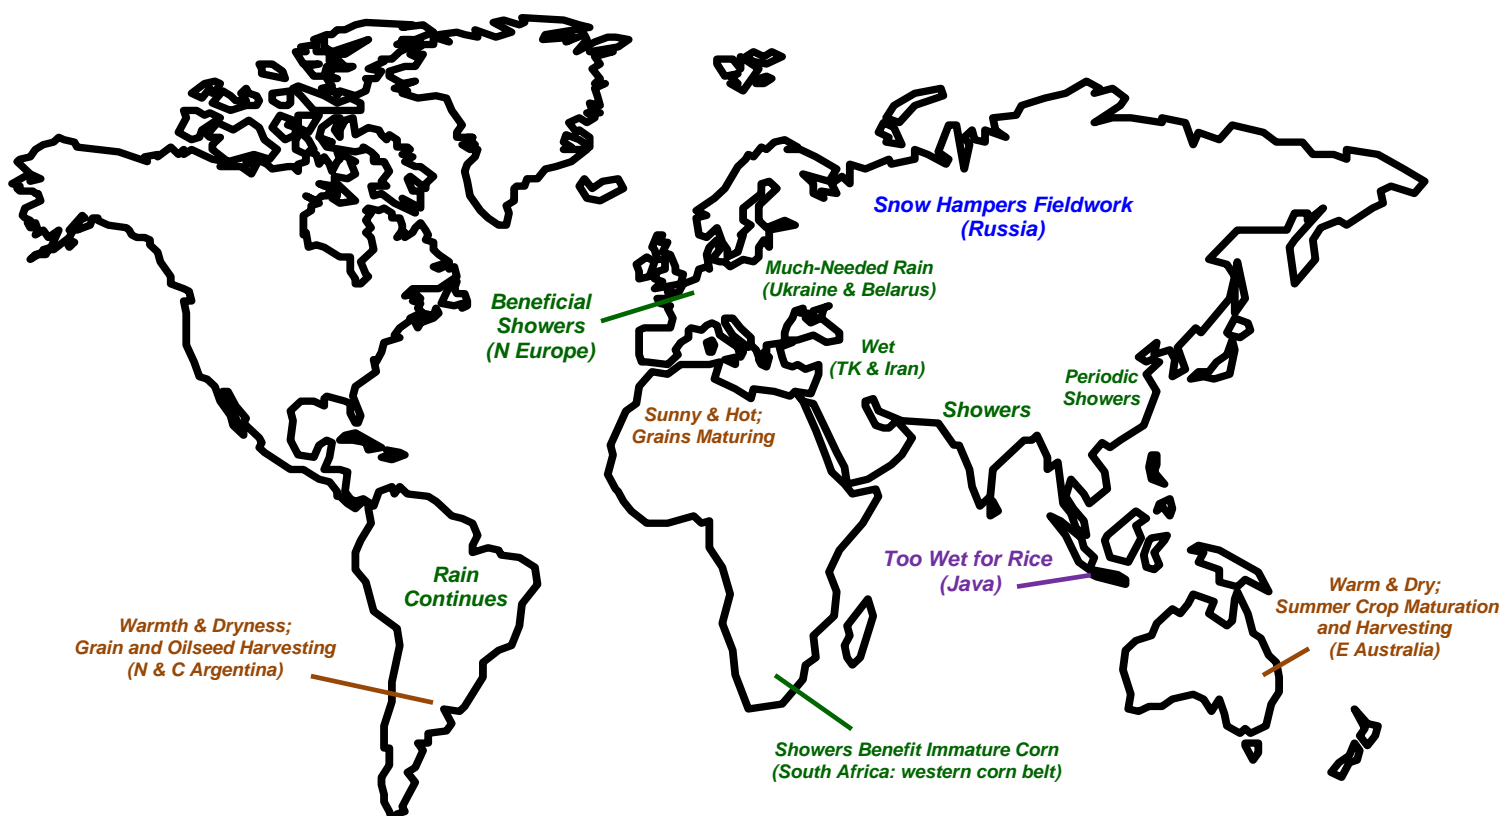 Snow Hampers Fieldwork
(Russia)
Much-Needed Rain
(Ukraine & Belarus)
Beneficial
Showers
(N Europe)
Wet
(TK & Iran)
Periodic
Showers
Showers
Sunny & Hot;
Grains Maturing
Too Wet for Rice
(Java)
Rain
Continues
Warm & Dry;
Summer Crop Maturation
and Harvesting
(E Australia)
Warmth & Dryness;
Grain and Oilseed Harvesting
(N & C Argentina)
Showers Benefit Immature Corn
(South Africa: western corn belt)